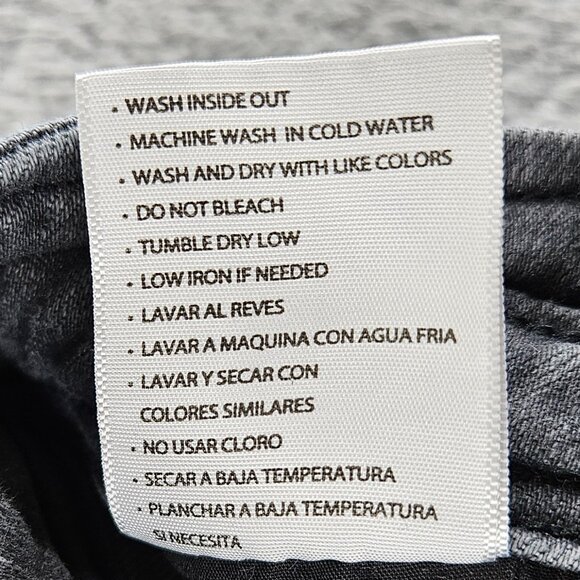 • WASH INSIDE OUT
• MACHINE WASH IN COLD WATER
• WASH AND DRY WITH LIKE COLORS
• DO NOT BLEACH
• TUMBLE DRY LOW
• LOW IRON IF NEEDED
• LAVAR AL REVES
• LAVAR A MAQUINA CON AGUA FRIA
• LAVAR Y SECAR CON
COLORES SIMILARES
• NO USAR CLORO
• SECAR A BAJA TEMPERATURA
• PLANCHAR A BAJA TEMPERATURA
SI NECESITA